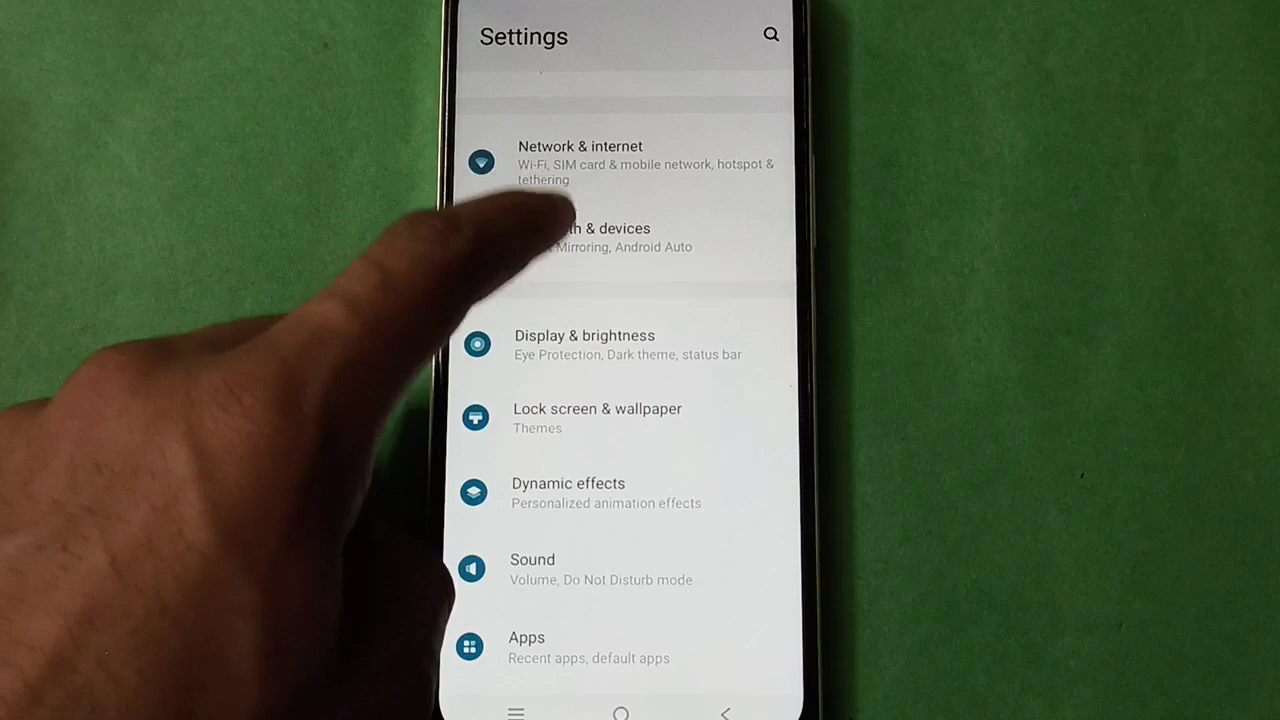 Settings
Network & internet
Wi-Fi, SIM card & mobile network, hotspot &
tethering
& devices
Mirroring, Android Auto
Display & brightness
Eye Protection, Dark theme, status bar
Lock screen & wallpaper
Themes
Dynamic effects
Personalized animation effects
Sound
Volume, Do Not Disturb mode
Apps
Recent apps, default apps